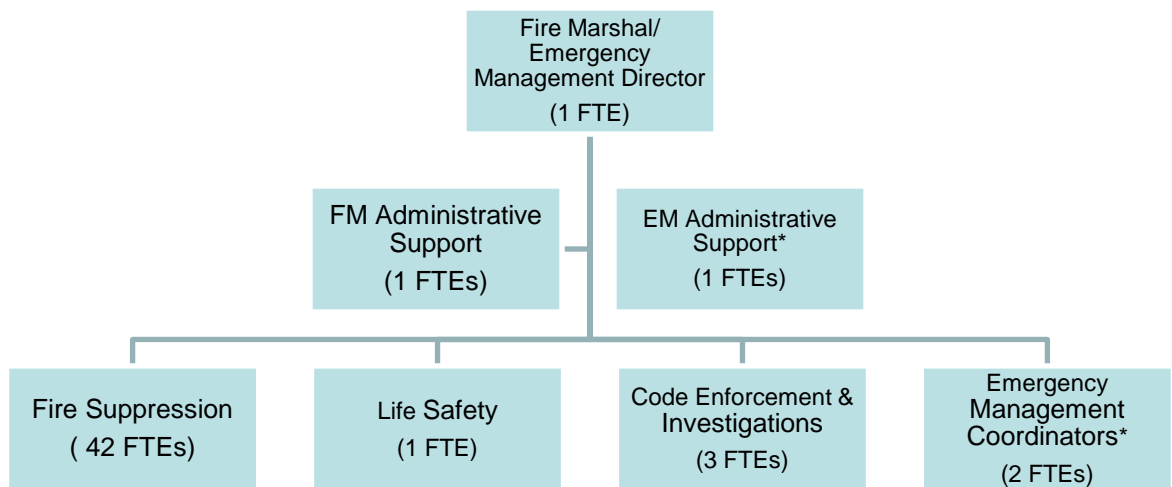 Fire Marshal/
Emergency
Management Director
(1 FTE)
FM Administrative
Support
(1 FTEs)
EM Administrative
Support*
(1 FTEs)
Fire Suppression
( 42 FTEs)
Life Safety
(1 FTE)
Code Enforcement &
Investigations
(3 FTEs)
Emergency
Management
Coordinators*
(2 FTEs)